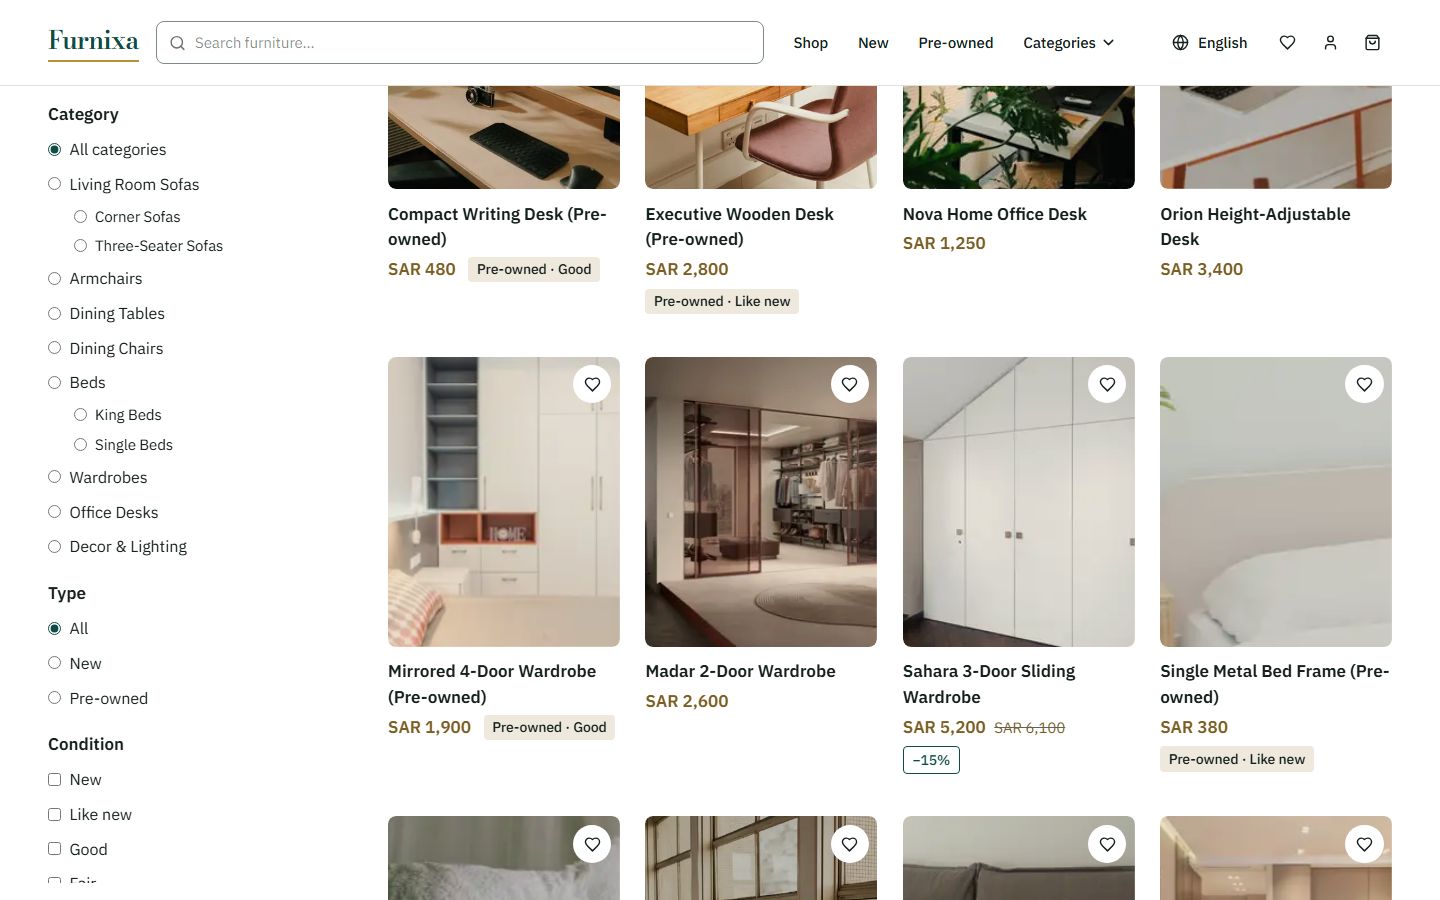 Furnixa
Search furniture...
Shop
New
Pre-owned
Categories
English
Category
All categories
Living Room Sofas
Corner Sofas
Three-Seater Sofas
Armchairs
Dining Tables
Dining Chairs
Beds
King Beds
Single Beds
Wardrobes
Office Desks
Decor & Lighting
Type
All
New
Pre-owned
Condition
New
Like new
Good
Fair
Compact Writing Desk (Pre-
owned)
SAR 480 Pre-owned · Good
Executive Wooden Desk
(Pre-owned)
SAR 2,800
Pre-owned · Like new
Nova Home Office Desk
SAR 1,250
Orion Height-Adjustable
Desk
SAR 3,400
HOME
Mirrored 4-Door Wardrobe
(Pre-owned)
SAR 1,900 Pre-owned · Good
Madar 2-Door Wardrobe
SAR 2,600
Sahara 3-Door Sliding
Wardrobe
SAR 5,200 SAR 6,100
−15%
Single Metal Bed Frame (Pre-
owned)
SAR 380
Pre-owned · Like new